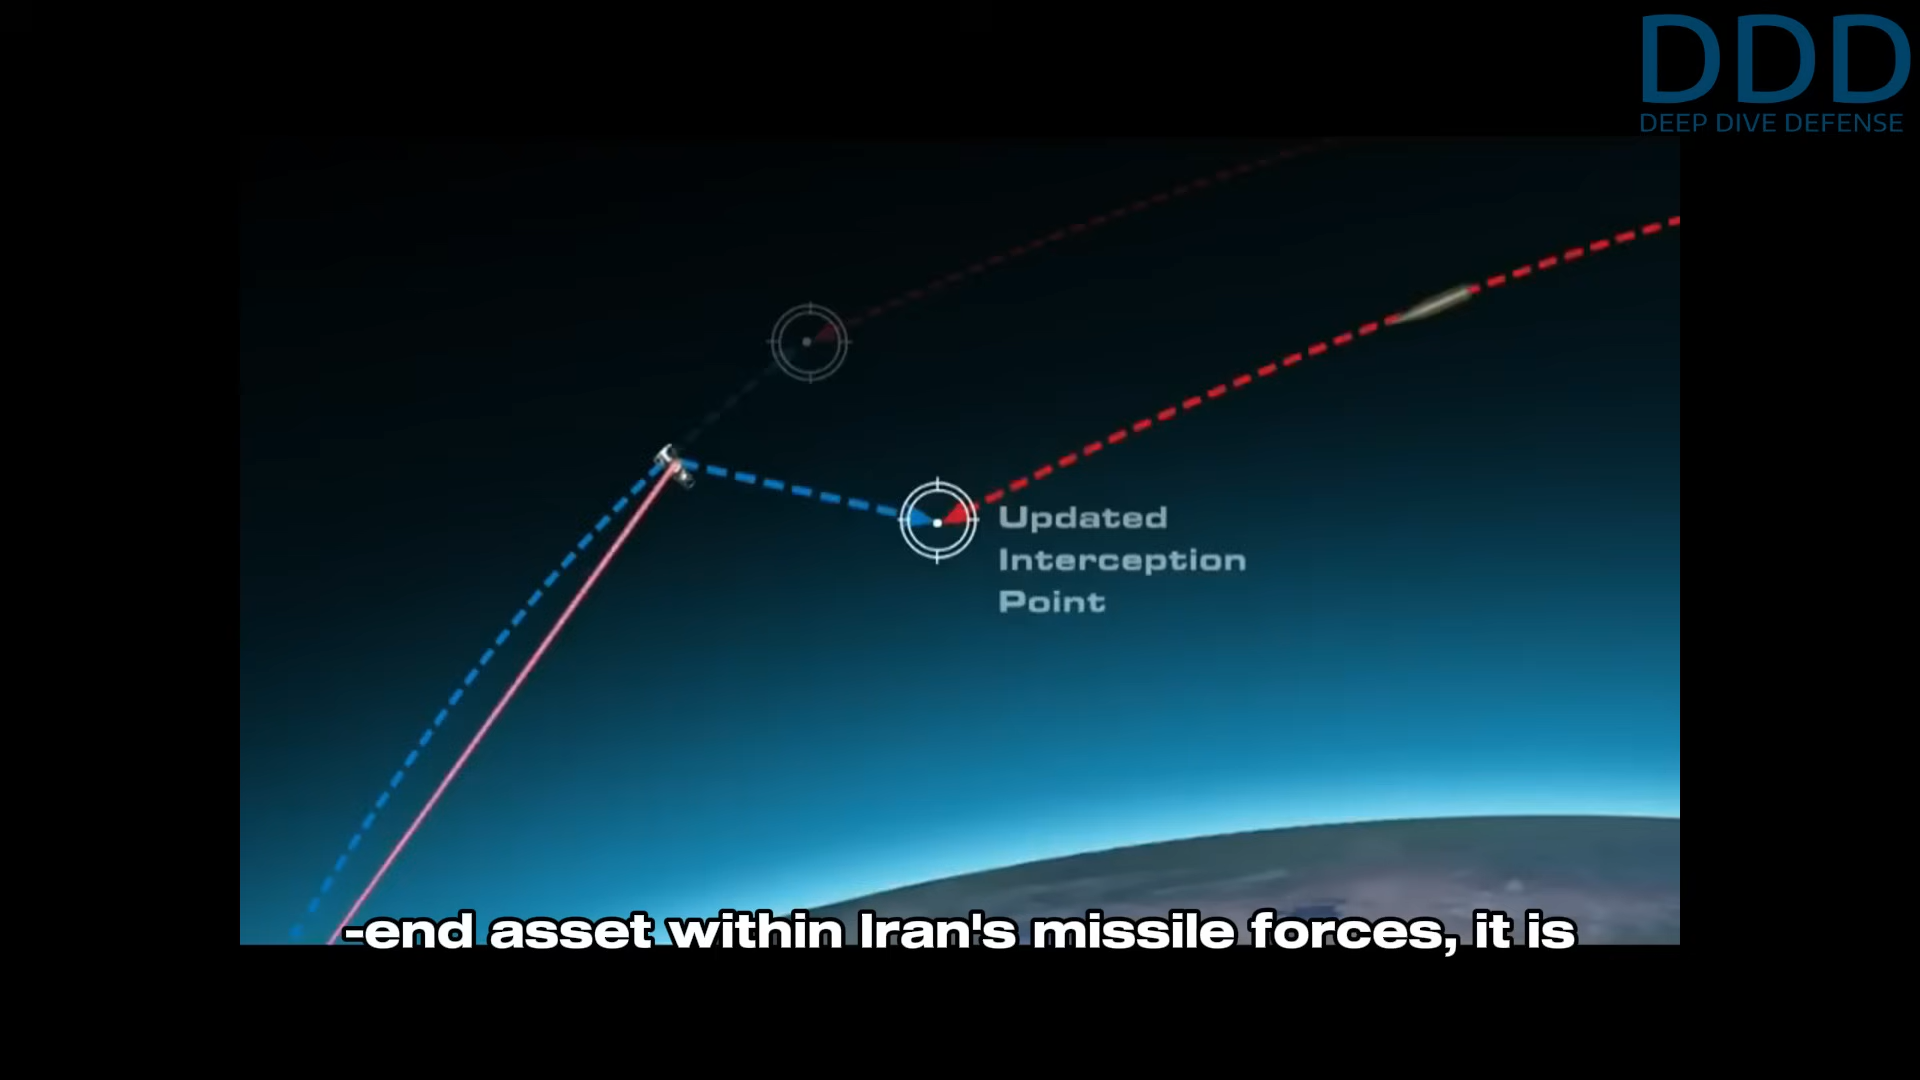 DDD
DEEP DIVE DEFENSE
Updated
Interception
Point
-end asset within Iran's missile forces, it is